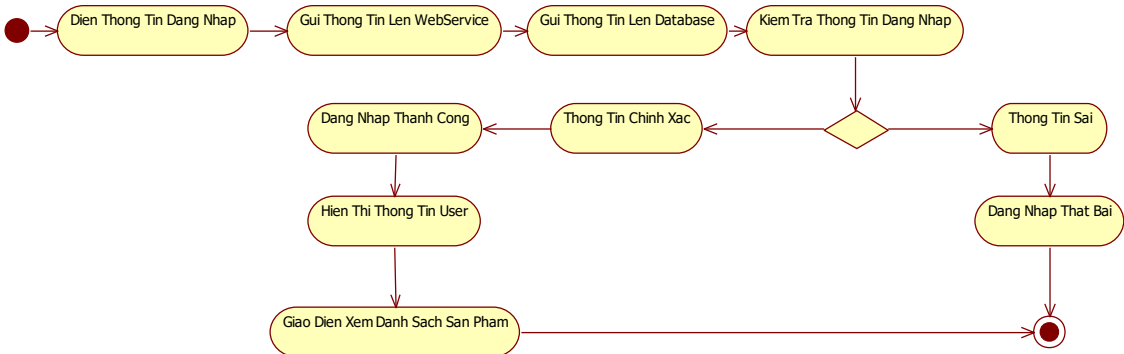 Dien Thong Tin Dang Nhap
Gui Thong Tin Len WebService
Gui Thong Tin Len Database
Kiem Tra Thong Tin Dang Nhap
Dang Nhap Thanh Cong
Thong Tin Chinh Xac
Thong Tin Sai
Hien Thi Thong Tin User
Dang Nhap That Bai
Giao Dien Xem Danh Sach San Pham